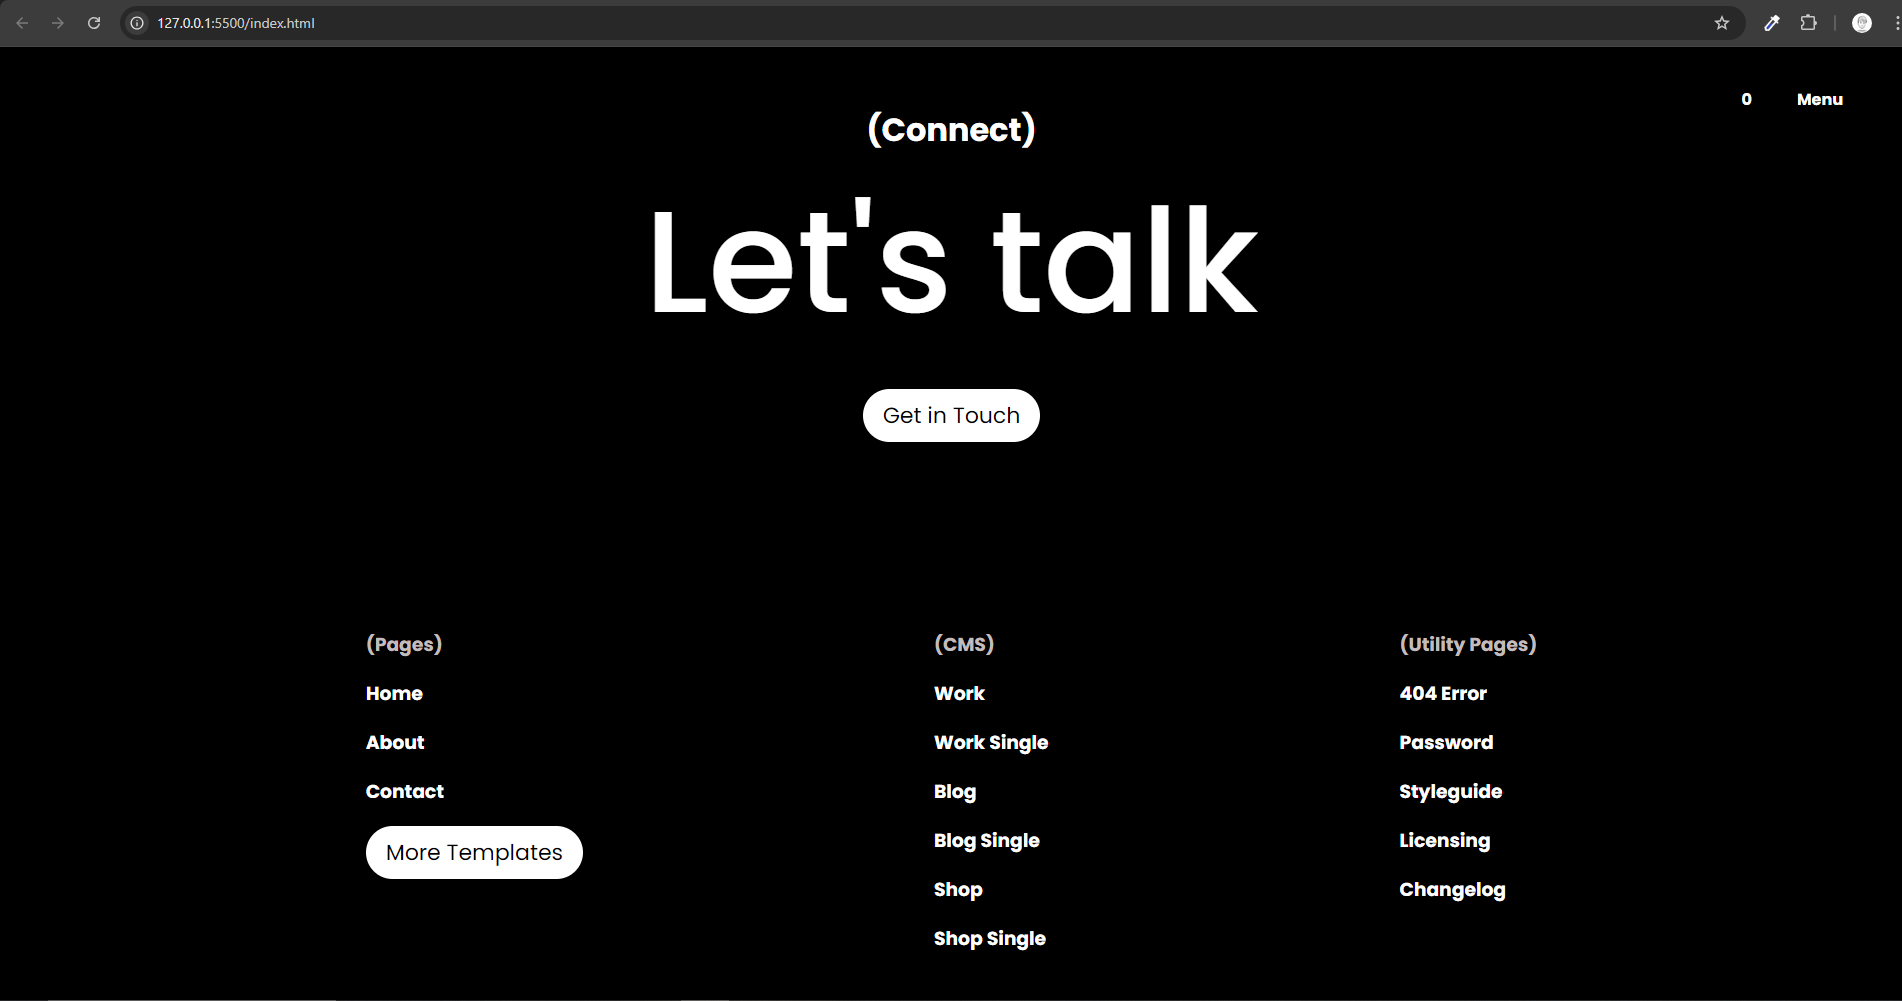 127.0.0.1:5500/index.html
0 Menu
(Connect)
Let's talk
Get in Touch
(Pages)
Home
About
Contact
More Templates
(CMS)
Work
Work Single
Blog
Blog Single
Shop
Shop Single
(Utility Pages)
404 Error
Password
Styleguide
Licensing
Changelog